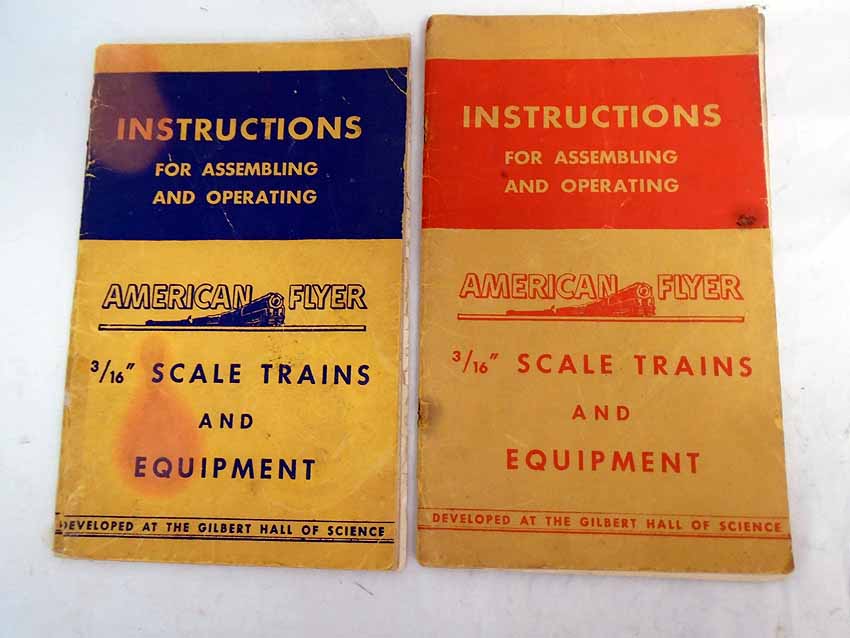 INSTRUCTIONS
FOR ASSEMBLING
AND OPERATING
AMERICAN FLYER
3/16" SCALE TRAINS
AND
EQUIPMENT
DEVELOPED AT THE GILBERT HALL OF SCIENCE
INSTRUCTIONS
FOR ASSEMBLING
AND OPERATING
AMERICAN FLYER
3/16" SCALE TRAINS
AND
EQUIPMENT
DEVELOPED AT THE GILBERT HALL OF SCIENCE